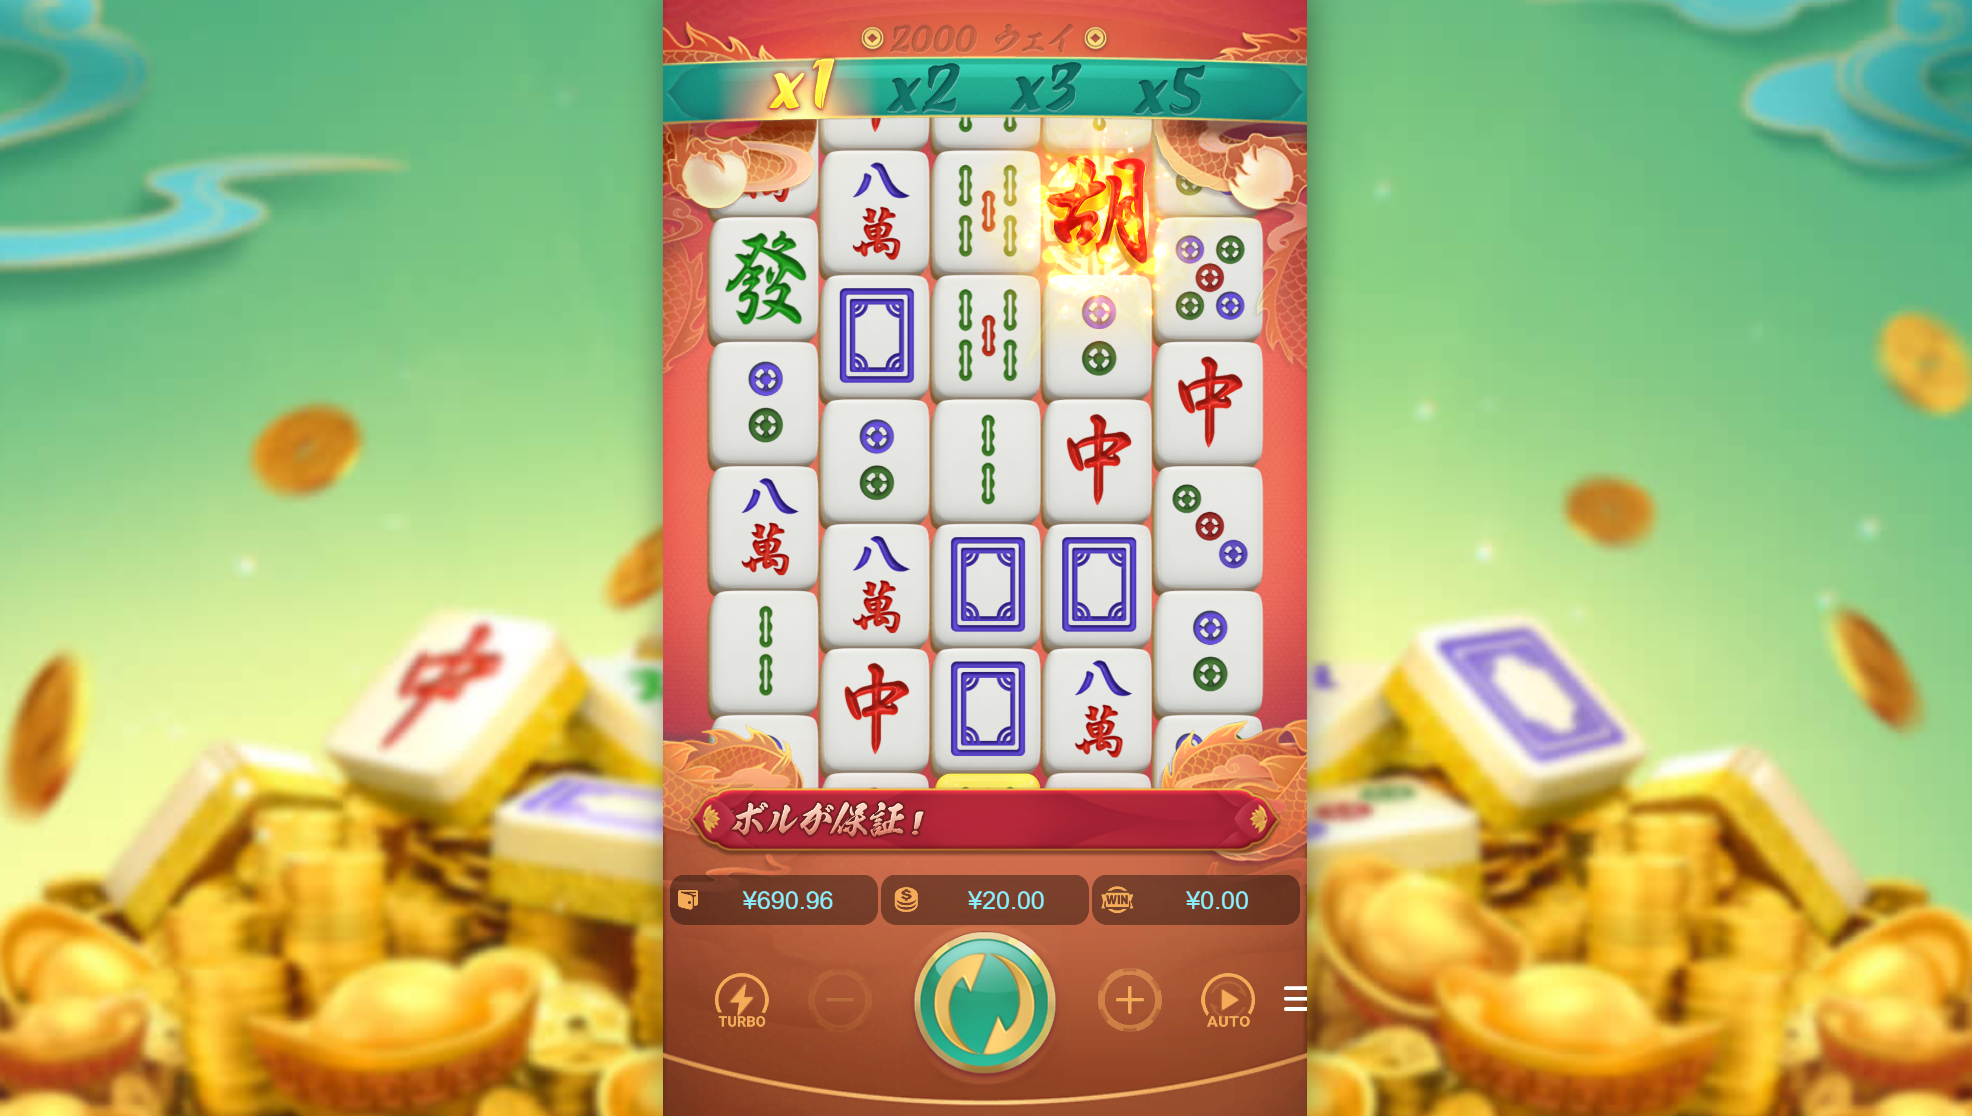 2000 ウェイ
x1 x2 x3 x5
八萬
胡
發
中
中
八萬
八萬
中
八萬
ボルが保証！
¥690.96 ¥20.00 WIN ¥0.00
TURBO AUTO
中